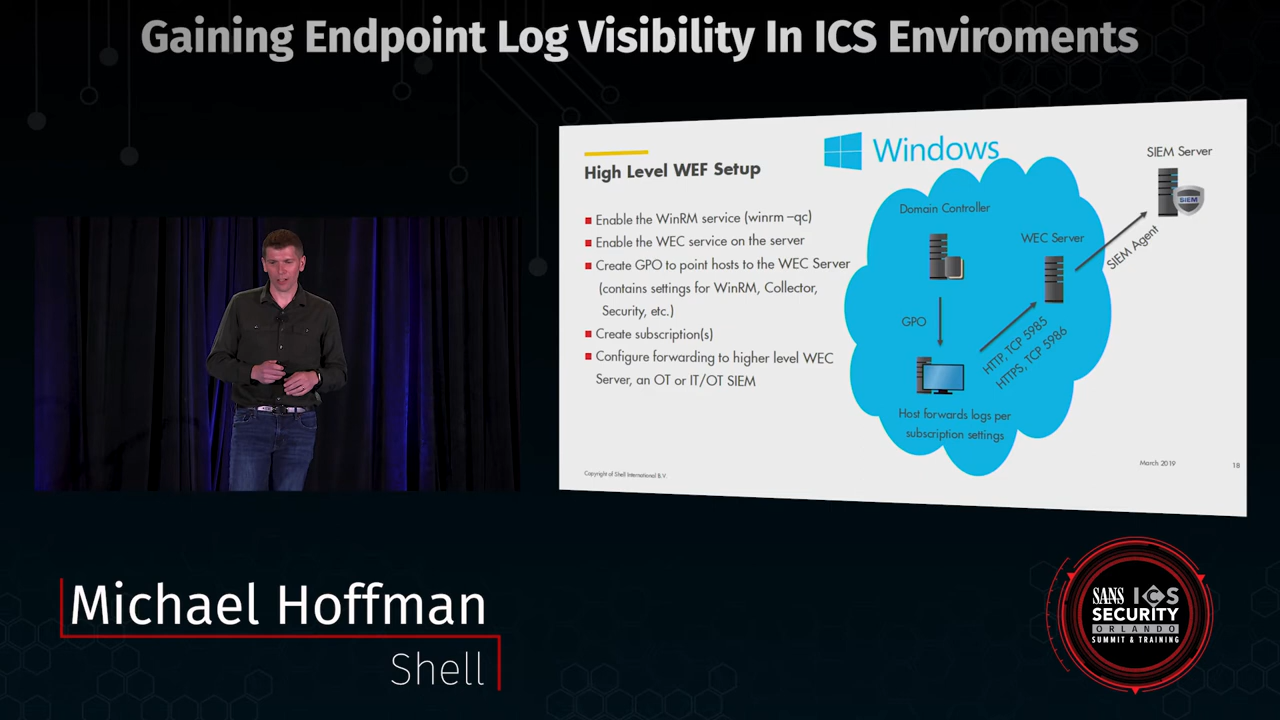 Gaining Endpoint Log Visibility In ICS Enviroments
High Level WEF Setup
Enable the WinRM service (winrm –qc)
Enable the WEC service on the server
Create GPO to point hosts to the WEC Server
(contains settings for WinRM, Collector,
Security, etc.)
Create subscription(s)
Configure forwarding to higher level WEC
Server, an OT or IT/OT SIEM
Windows
SIEM Server
SIEM
Domain Controller
WEC Server
SIEM Agent
GPO
HTTP, TCP 5985
HTTPS, TCP 5986
Host forwards logs per
subscription settings
Copyright of Shell International B.V.
March 2019
18
Michael Hoffman
Shell
SANS ICS
SECURITY
ORLANDO
SUMMIT & TRAINING